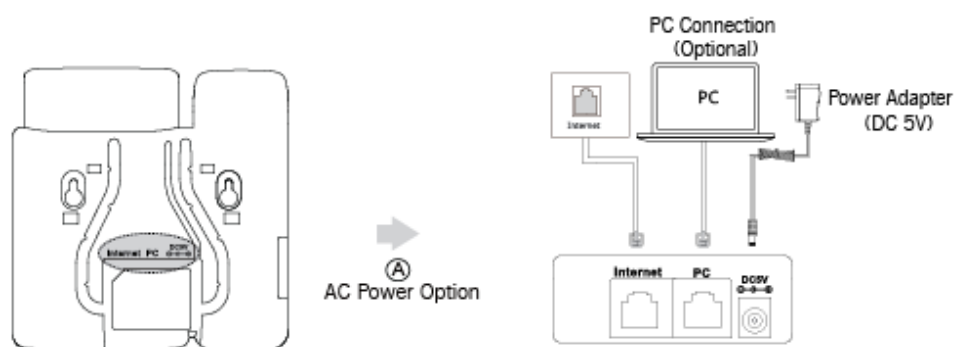 PC Connection
(Optional)
PC
Internet
Power Adapter
(DC 5V)
Internet PC DC5V
A
AC Power Option
Internet PC DC5V